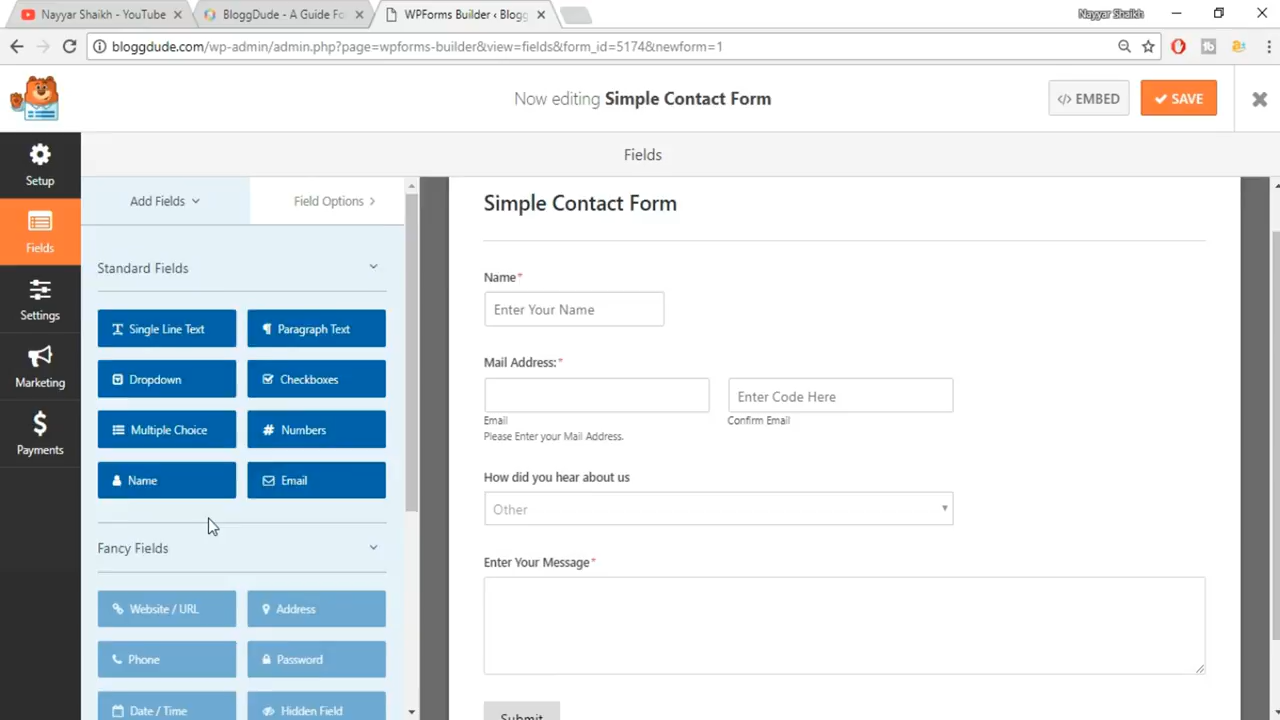 Nayyar Shaikh - YouTube
BloggDude - A Guide Fo
WPForms Builder ‹ Blogg
Nayyar Shaikh
bloggdude.com/wp-admin/admin.php?page=wpforms-builder&view=fields&form_id=5174&newform=1
Now editing Simple Contact Form
</> EMBED
SAVE
Setup
Fields
Settings
Marketing
Payments
Fields
Add Fields
Field Options
Standard Fields
Single Line Text
Paragraph Text
Dropdown
Checkboxes
Multiple Choice
Numbers
Name
Email
Fancy Fields
Website / URL
Address
Phone
Password
Date / Time
Hidden Field
Simple Contact Form
Name*
Enter Your Name
Mail Address:*
Enter Code Here
Email
Confirm Email
Please Enter your Mail Address.
How did you hear about us
Other
Enter Your Message*
Submit